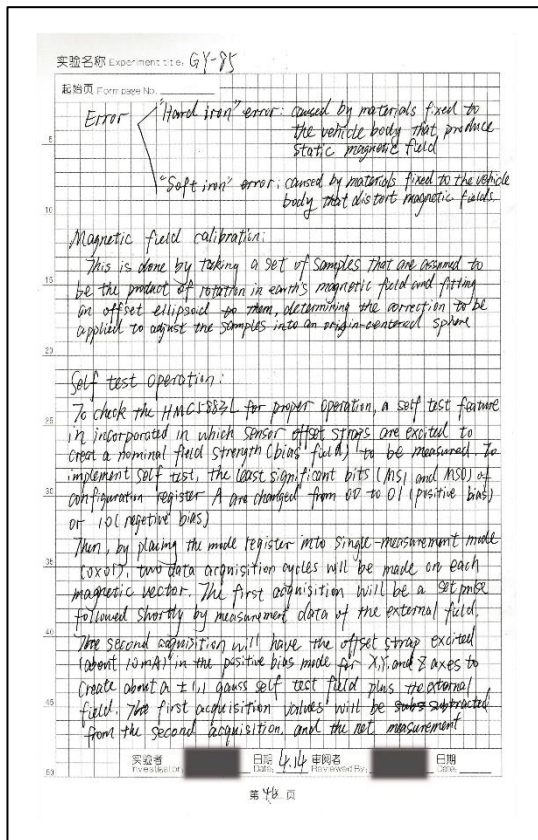 实验名称 Experiment title: GY-85
起始页 Form page No.
Error
"Hard iron" error: caused by materials fixed to
the vehicle body that produce
static magnetic field
5
"Soft iron" error: caused by materials fixed to the vehicle
body that distort magnetic fields.
10
Magnetic field calibration:
This is done by taking a set of samples that are assumed to
15
be the product of rotation in earth's magnetic field and fitting
an offset ellipsoid to them, determining the correction to be
applied to adjust the samples into an origin-centered sphere
20
Self test operation:
To check the HMC5883L for proper operation, a self test feature
25
in incorporated in which sensor offset straps are excited to
creat a nominal field strength (bias field) to be measured. To
implement self test, the least significant bits (MS1 and MS0) of
30
configuration register A are changed from 00 to 01 (positive bias)
or 10 (negetive bias)
Then, by placing the mode register into single-measurement mode
35
(0x01), two data acquisition cycles will be made on each
magnetic vector. The first acquisition will be a set pulse
followed shortly by measurement data of the external field.
40
The second acquisition will have the offset strap excited
(about 10mA) in the positive bias mode for X,Y, and Z axes to
create about a ±1.1 gauss self test field plus the external
45
field. The first acquisition values will be subtracted
from the second acquisition, and the net measurement
50
实验者 日期 4.14 审阅者 日期
Investigator: Date: Reviewed By: Date:
第 46 页